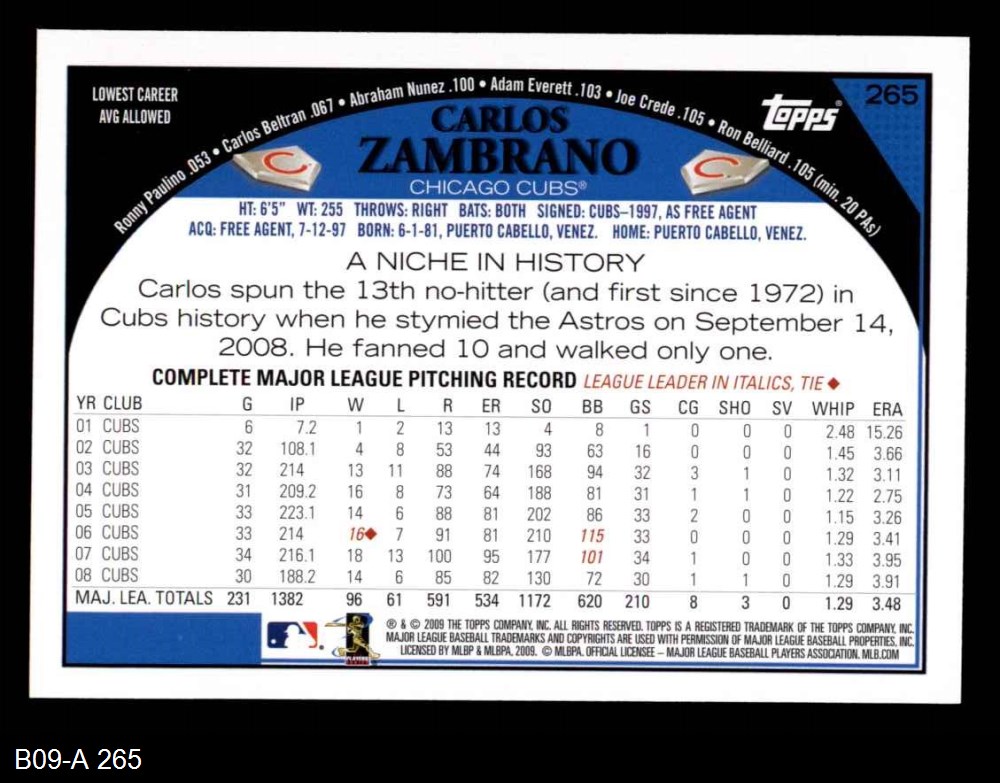 LOWEST CAREER
AVG ALLOWED
Ronny Paulino .053 • Carlos Beltran .067 • Abraham Nunez .100 • Adam Everett .103 • Joe Crede .105 • Ron Belliard .105 (min. 20 PAs)
topps®
265
CARLOS
ZAMBRANO
CHICAGO CUBS®
C
C
HT: 6'5" WT: 255 THROWS: RIGHT BATS: BOTH SIGNED: CUBS–1997, AS FREE AGENT
ACQ: FREE AGENT, 7-12-97 BORN: 6-1-81, PUERTO CABELLO, VENEZ. HOME: PUERTO CABELLO, VENEZ.
A NICHE IN HISTORY
Carlos spun the 13th no-hitter (and first since 1972) in
Cubs history when he stymied the Astros on September 14,
2008. He fanned 10 and walked only one.
COMPLETE MAJOR LEAGUE PITCHING RECORD LEAGUE LEADER IN ITALICS, TIE ♦
YR CLUB G IP W L R ER SO BB GS CG SHO SV WHIP ERA
01 CUBS 6 7.2 1 2 13 13 4 8 1 0 0 0 2.48 15.26
02 CUBS 32 108.1 4 8 53 44 93 63 16 0 0 0 1.45 3.66
03 CUBS 32 214 13 11 88 74 168 94 32 3 1 0 1.32 3.11
04 CUBS 31 209.2 16 8 73 64 188 81 31 1 1 0 1.22 2.75
05 CUBS 33 223.1 14 6 88 81 202 86 33 2 0 0 1.15 3.26
06 CUBS 33 214 16♦ 7 91 81 210 115 33 0 0 0 1.29 3.41
07 CUBS 34 216.1 18 13 100 95 177 101 34 1 0 0 1.33 3.95
08 CUBS 30 188.2 14 6 85 82 130 72 30 1 1 0 1.29 3.91
MAJ. LEA. TOTALS 231 1382 96 61 591 534 1172 620 210 8 3 0 1.29 3.48
® & © 2009 THE TOPPS COMPANY, INC. ALL RIGHTS RESERVED. TOPPS IS A REGISTERED TRADEMARK OF THE TOPPS COMPANY, INC.
MAJOR LEAGUE BASEBALL TRADEMARKS AND COPYRIGHTS ARE USED WITH PERMISSION OF MAJOR LEAGUE BASEBALL PROPERTIES, INC.
LICENSED BY MLBP & MLBPA, 2009. © MLBPA. OFFICIAL LICENSEE – MAJOR LEAGUE BASEBALL PLAYERS ASSOCIATION. MLB.COM
B09-A 265